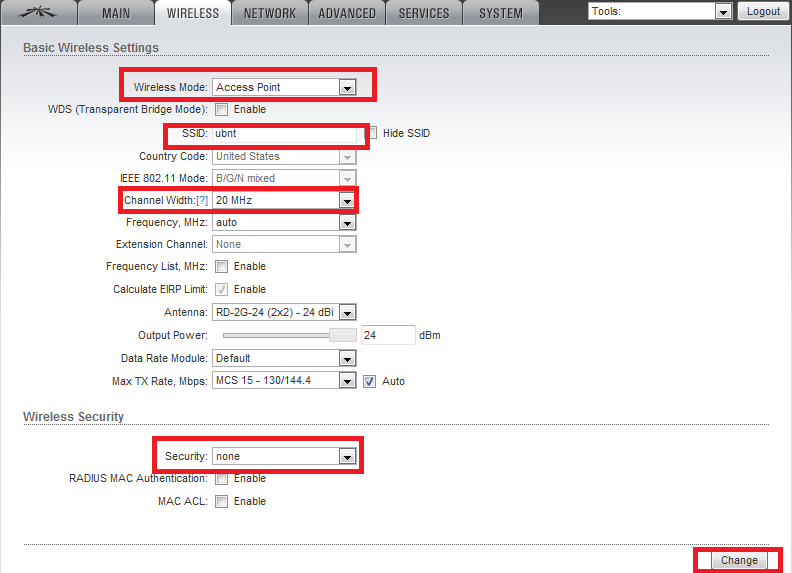 MAIN WIRELESS NETWORK ADVANCED SERVICES SYSTEM Tools: Logout
Basic Wireless Settings
Wireless Mode: Access Point
WDS (Transparent Bridge Mode): Enable
SSID: ubnt Hide SSID
Country Code: United States
IEEE 802.11 Mode: B/G/N mixed
Channel Width:[?] 20 MHz
Frequency, MHz: auto
Extension Channel: None
Frequency List, MHz: Enable
Calculate EIRP Limit: Enable
Antenna: RD-2G-24 (2x2) - 24 dBi
Output Power: 24 dBm
Data Rate Module: Default
Max TX Rate, Mbps: MCS 15 - 130/144.4 Auto
Wireless Security
Security: none
RADIUS MAC Authentication: Enable
MAC ACL: Enable
Change